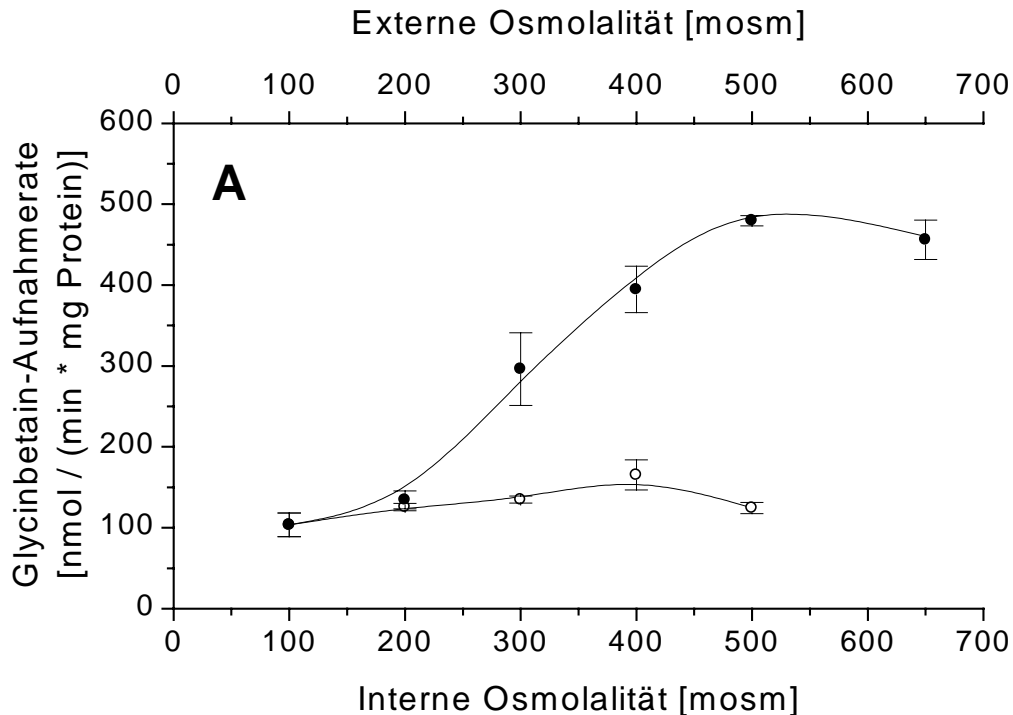 Externe Osmolalität [mosm]
0 100 200 300 400 500 600 700
A
Glycinbetain-Aufnahmerate
[nmol / (min * mg Protein)]
600
500
400
300
200
100
0
0 100 200 300 400 500 600 700
Interne Osmolalität [mosm]